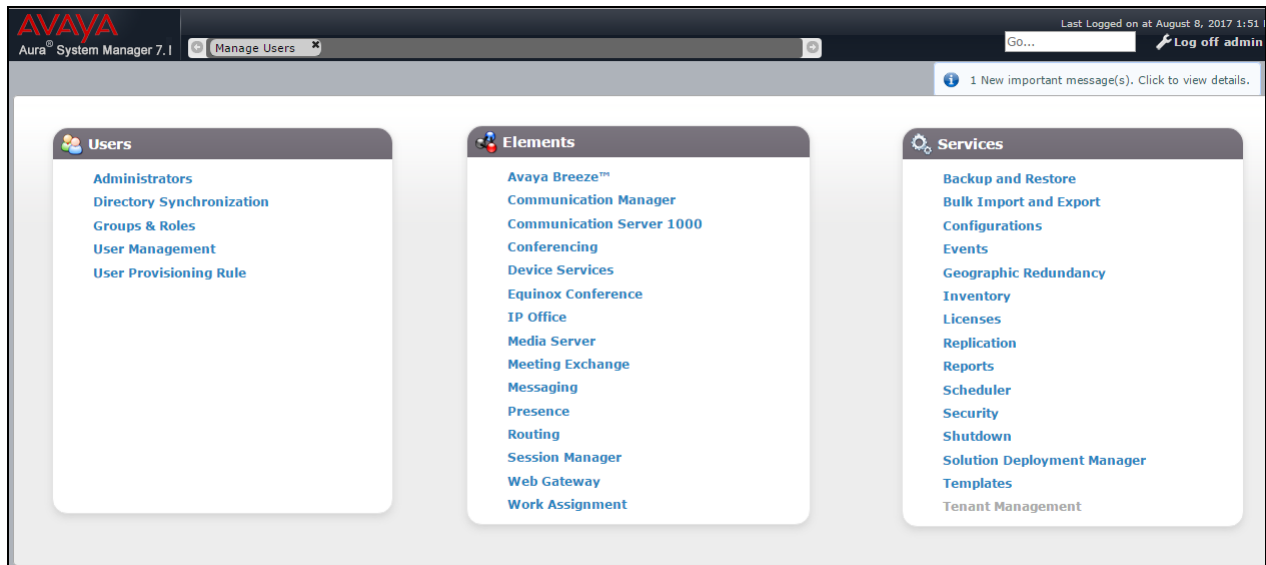 AVAYA
Last Logged on at August 8, 2017 1:51
Aura® System Manager 7.1
Manage Users ×
Go...
Log off admin
1 New important message(s). Click to view details.
Users
Administrators
Directory Synchronization
Groups & Roles
User Management
User Provisioning Rule
Elements
Avaya Breeze™
Communication Manager
Communication Server 1000
Conferencing
Device Services
Equinox Conference
IP Office
Media Server
Meeting Exchange
Messaging
Presence
Routing
Session Manager
Web Gateway
Work Assignment
Services
Backup and Restore
Bulk Import and Export
Configurations
Events
Geographic Redundancy
Inventory
Licenses
Replication
Reports
Scheduler
Security
Shutdown
Solution Deployment Manager
Templates
Tenant Management